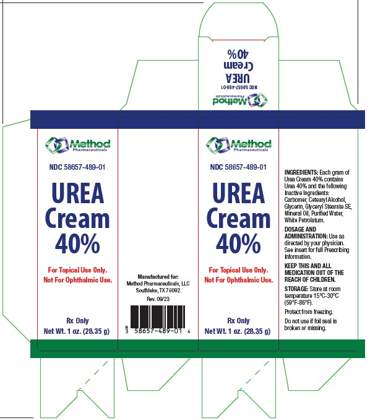 Method
Pharmaceuticals
NDC 58657-489-01
UREA
Cream
40%
Method
Pharmaceuticals
NDC 58657-489-01
UREA
Cream
40%
For Topical Use Only.
Not For Ophthalmic Use.
Rx Only
Net Wt. 1 oz. (28.35 g)
Manufactured for:
Method Pharmaceuticals, LLC
Southlake, TX 76092
Rev. 09/23
3 58657-489-01 4
Method
Pharmaceuticals
NDC 58657-489-01
UREA
Cream
40%
For Topical Use Only.
Not For Ophthalmic Use.
Rx Only
Net Wt. 1 oz. (28.35 g)
INGREDIENTS: Each gram of
Urea Cream 40% contains
Urea 40% and the following
Inactive Ingredients:
Carbomer, Cetearyl Alcohol,
Glycerin, Glyceryl Stearate SE,
Mineral Oil, Purified Water,
White Petrolatum.
DOSAGE AND
ADMINISTRATION: Use as
directed by your physician.
See insert for full Prescribing
Information.
KEEP THIS AND ALL
MEDICATION OUT OF THE
REACH OF CHILDREN.
STORAGE: Store at room
temperature 15°C-30°C
(59°F-86°F).
Protect from freezing.
Do not use if foil seal is
broken or missing.